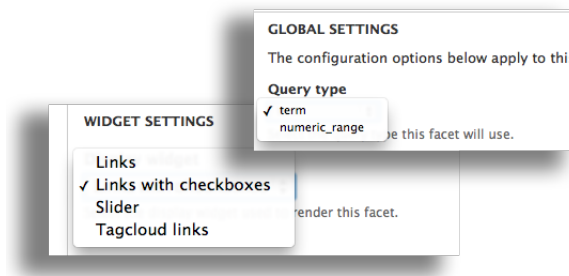 GLOBAL SETTINGS
The configuration options below apply to thi
Query type
✓ term
numeric_range
be this facet will use.
WIDGET SETTINGS
Links
✓ Links with checkboxes
Slider
Tagcloud links
render this facet.